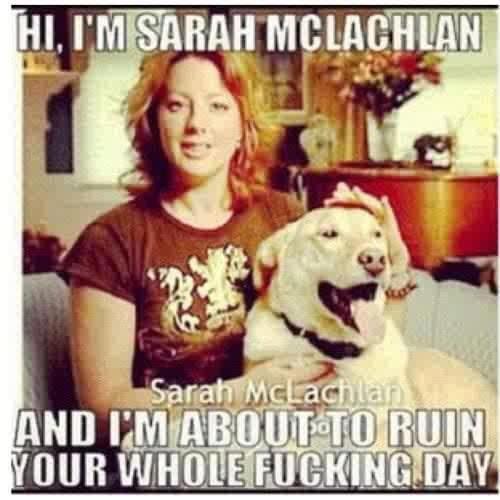 HI, I'M SARAH MCLACHLAN
Sarah McLachlan
AND I'M ABOUT TO RUIN
YOUR WHOLE FUCKING DAY